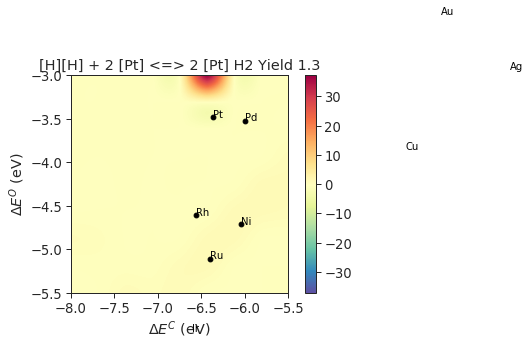 Au
Ag
[H][H] + 2 [Pt] <=> 2 [Pt] H2 Yield 1.3
Cu
Pt
Pd
Rh
Ni
Ru
Ir
−3.0
−3.5
−4.0
−4.5
−5.0
−5.5
ΔE^O (eV)
−8.0 −7.5 −7.0 −6.5 −6.0 −5.5
ΔE^C (eV)
30
20
10
0
−10
−20
−30